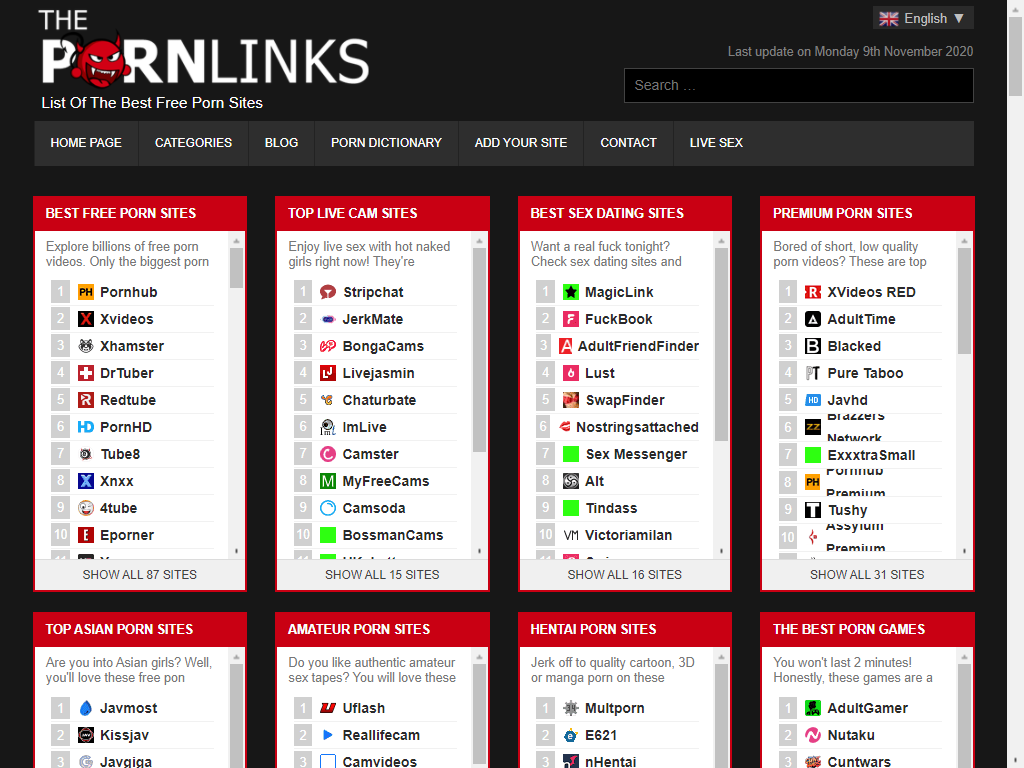 THE
PORNLINKS
List Of The Best Free Porn Sites
English ▼
Last update on Monday 9th November 2020
Search ...
HOME PAGE
CATEGORIES
BLOG
PORN DICTIONARY
ADD YOUR SITE
CONTACT
LIVE SEX
BEST FREE PORN SITES
Explore billions of free porn
videos. Only the biggest porn
1 Pornhub
2 Xvideos
3 Xhamster
4 DrTuber
5 Redtube
6 PornHD
7 Tube8
8 Xnxx
9 4tube
10 Eporner
SHOW ALL 87 SITES
TOP LIVE CAM SITES
Enjoy live sex with hot naked
girls right now! They're
1 Stripchat
2 JerkMate
3 BongaCams
4 Livejasmin
5 Chaturbate
6 ImLive
7 Camster
8 MyFreeCams
9 Camsoda
10 BossmanCams
SHOW ALL 15 SITES
BEST SEX DATING SITES
Want a real fuck tonight?
Check sex dating sites and
1 MagicLink
2 FuckBook
3 AdultFriendFinder
4 Lust
5 SwapFinder
6 Nostringsattached
7 Sex Messenger
8 Alt
9 Tindass
10 Victoriamilan
SHOW ALL 16 SITES
PREMIUM PORN SITES
Bored of short, low quality
porn videos? These are top
1 XVideos RED
2 AdultTime
3 Blacked
4 Pure Taboo
5 Javhd
6 Brazzers
Network
7 ExxxtraSmall
8 Pornhub
Premium
9 Tushy
10 Assylum
Premium
SHOW ALL 31 SITES
TOP ASIAN PORN SITES
Are you into Asian girls? Well,
you'll love these free porn
1 Javmost
2 Kissjav
3 Javgiga
AMATEUR PORN SITES
Do you like authentic amateur
sex tapes? You will love these
1 Uflash
2 Reallifecam
3 Camvideos
HENTAI PORN SITES
Jerk off to quality cartoon, 3D
or manga porn on these
1 Multporn
2 E621
3 nHentai
THE BEST PORN GAMES
You won't last 2 minutes!
Honestly, these games are a
1 AdultGamer
2 Nutaku
3 Cuntwars